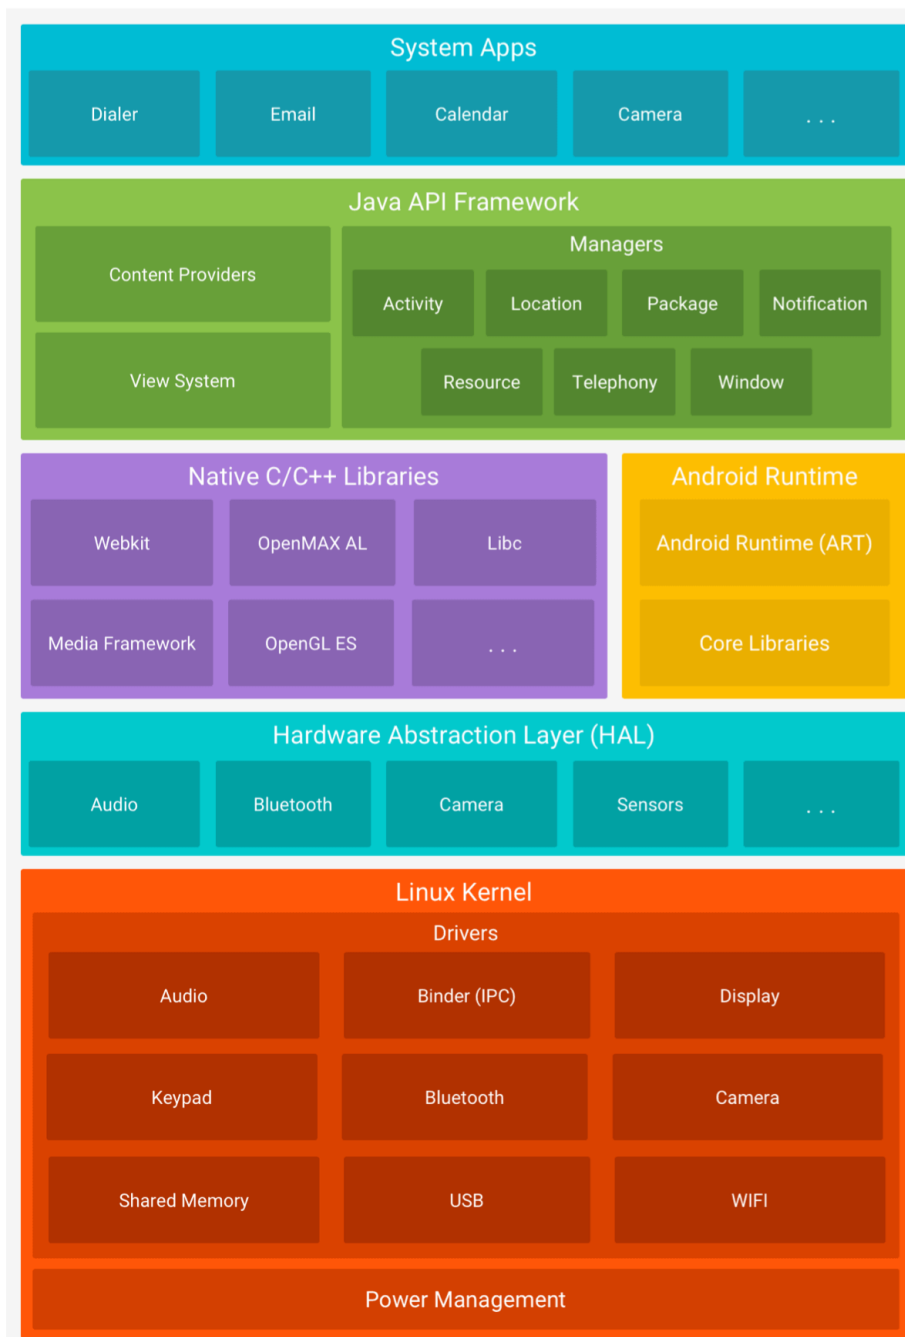 System Apps
Dialer
Email
Calendar
Camera
. . .
Java API Framework
Content Providers
View System
Managers
Activity
Location
Package
Notification
Resource
Telephony
Window
Native C/C++ Libraries
Webkit
OpenMAX AL
Libc
Media Framework
OpenGL ES
. . .
Android Runtime
Android Runtime (ART)
Core Libraries
Hardware Abstraction Layer (HAL)
Audio
Bluetooth
Camera
Sensors
. . .
Linux Kernel
Drivers
Audio
Binder (IPC)
Display
Keypad
Bluetooth
Camera
Shared Memory
USB
WIFI
Power Management